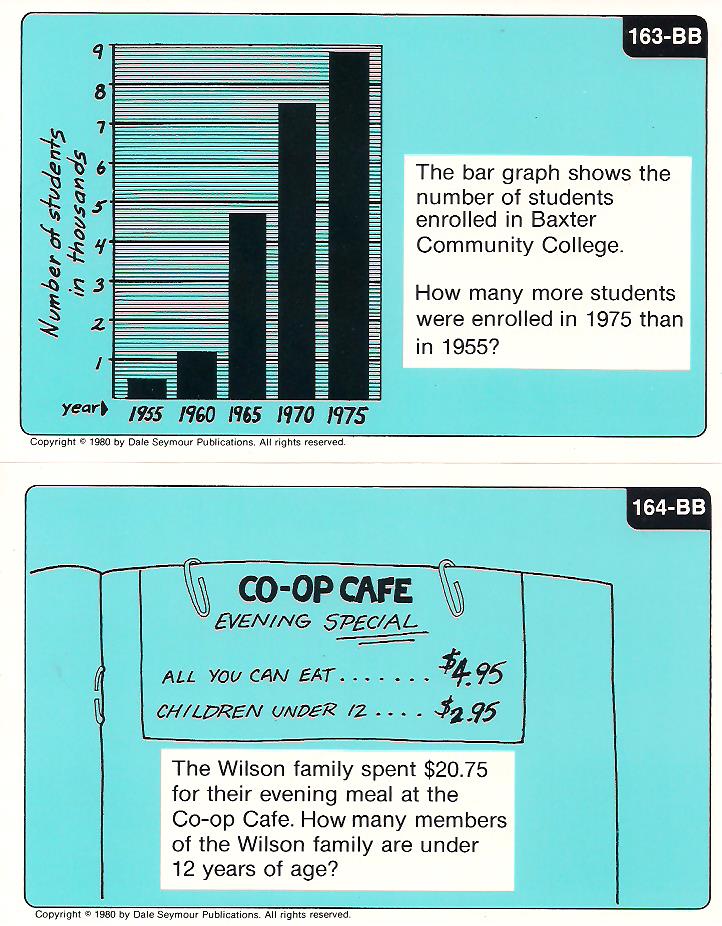 163-BB
9
8
7
6
5
4
3
2
1
Number of students
in thousands
year
1955 1960 1965 1970 1975
The bar graph shows the
number of students
enrolled in Baxter
Community College.
How many more students
were enrolled in 1975 than
in 1955?
Copyright © 1980 by Dale Seymour Publications. All rights reserved.
164-BB
CO-OP CAFE
EVENING SPECIAL
ALL YOU CAN EAT....... $4.95
CHILDREN UNDER 12.... $2.95
The Wilson family spent $20.75
for their evening meal at the
Co-op Cafe. How many members
of the Wilson family are under
12 years of age?
Copyright © 1980 by Dale Seymour Publications. All rights reserved.